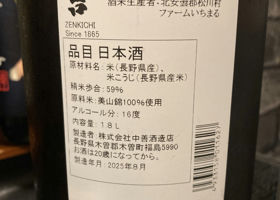 酒米生産者、北安曇郡松川村
ファームいちまる
ZENKICHI
Since 1865
品目 日本酒
原材料名：米（長野県産）、
米こうじ（長野県産米）
精米歩合：59%
原料米：美山錦100%使用
アルコール分：16度
内容量：1.8L
製造者：株式会社中善酒造店
長野県木曽郡木曽町福島5990
お酒は20歳になってから。
製造年月：2025年8月